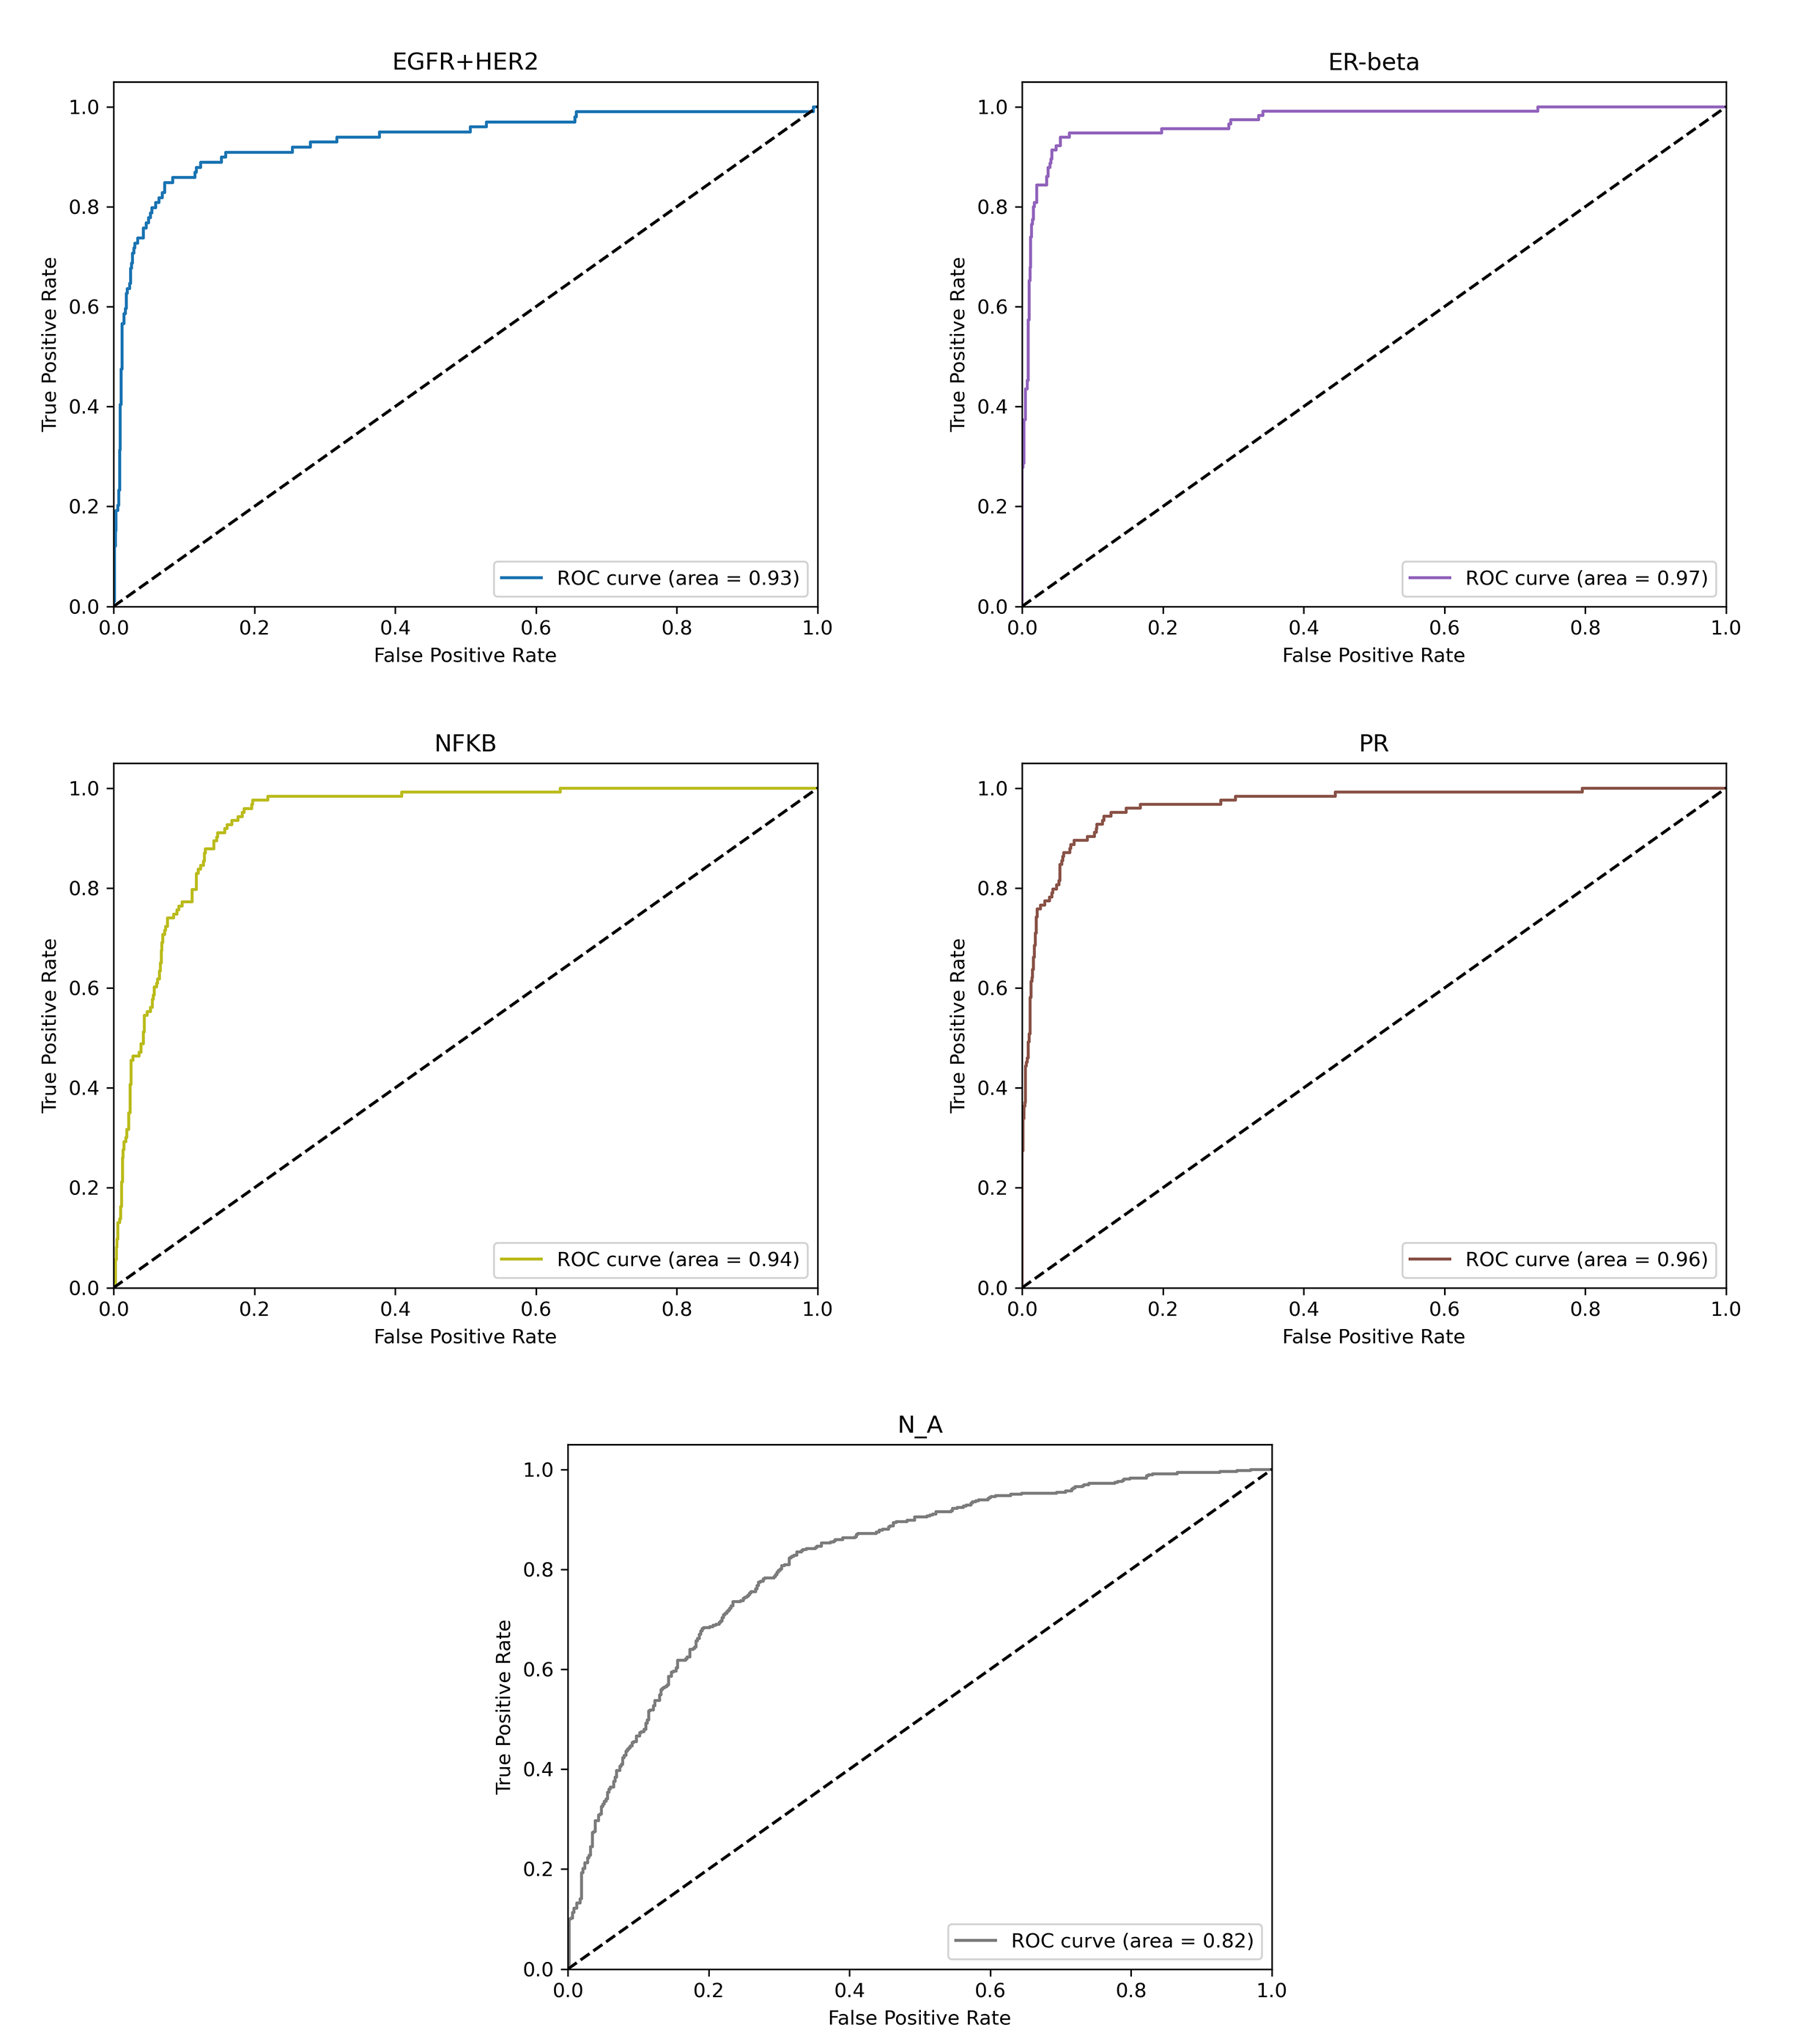 EGFR+HER2
1.0
0.8
0.6
0.4
0.2
0.0
True Positive Rate
ROC curve (area = 0.93)
0.0 0.2 0.4 0.6 0.8 1.0
False Positive Rate
ER-beta
1.0
0.8
0.6
0.4
0.2
0.0
True Positive Rate
ROC curve (area = 0.97)
0.0 0.2 0.4 0.6 0.8 1.0
False Positive Rate
NFKB
1.0
0.8
0.6
0.4
0.2
0.0
True Positive Rate
ROC curve (area = 0.94)
0.0 0.2 0.4 0.6 0.8 1.0
False Positive Rate
PR
1.0
0.8
0.6
0.4
0.2
0.0
True Positive Rate
ROC curve (area = 0.96)
0.0 0.2 0.4 0.6 0.8 1.0
False Positive Rate
N_A
1.0
0.8
0.6
0.4
0.2
0.0
True Positive Rate
ROC curve (area = 0.82)
0.0 0.2 0.4 0.6 0.8 1.0
False Positive Rate